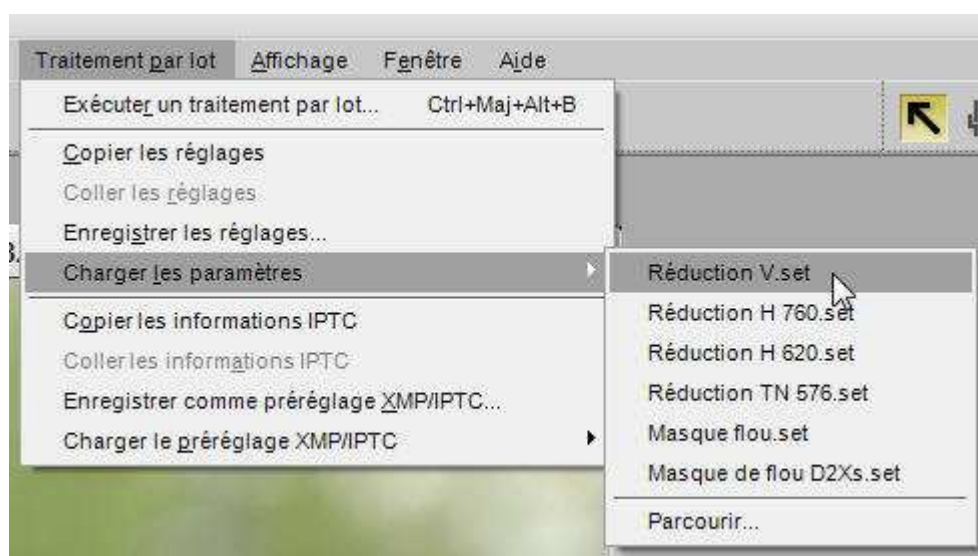 Traitement par lot Affichage Fenêtre Aide
Exécuter un traitement par lot... Ctrl+Maj+Alt+B
Copier les réglages
Coller les réglages
Enregistrer les réglages...
Charger les paramètres
Copier les informations IPTC
Coller les informations IPTC
Enregistrer comme préréglage XMP/IPTC...
Charger le préréglage XMP/IPTC
Réduction V.set
Réduction H 760.set
Réduction H 620.set
Réduction TN 576.set
Masque flou.set
Masque de flou D2Xs.set
Parcourir...